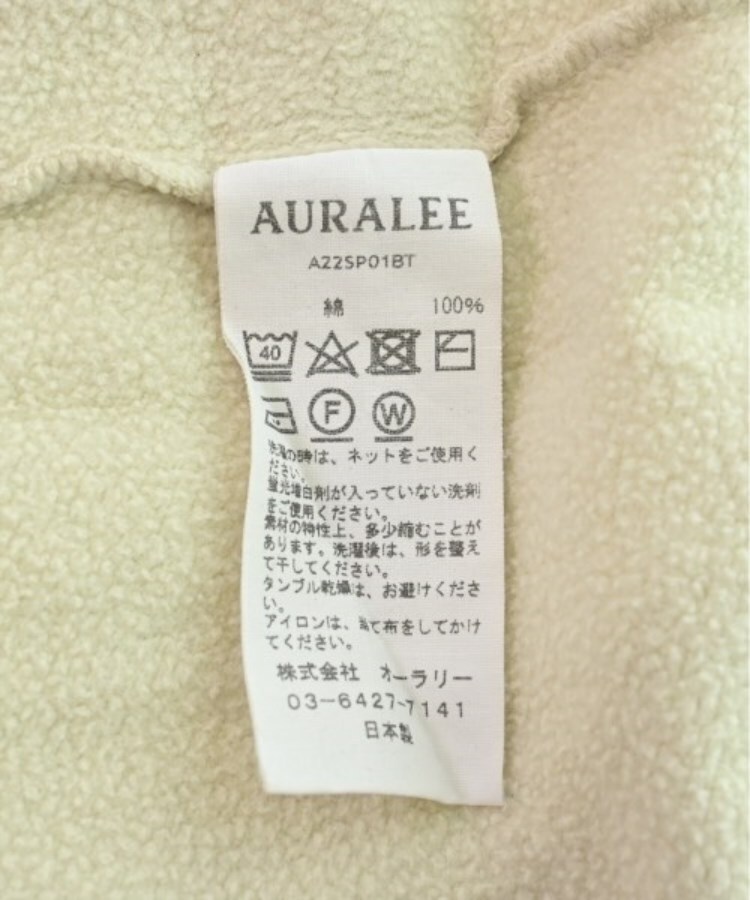 AURALEE
A22SP01BT
綿 100%
40
F W
洗濯の時は、ネットをご使用く
ださい。
蛍光増白剤が入っていない洗剤
をご使用ください。
素材の特性上、多少縮むことが
あります。洗濯後は、形を整え
て干してください。
タンブル乾燥は、お避けくださ
い。
アイロンは、当て布をしてかけ
てください。
株式会社 オーラリー
03-6427-7141
日本製